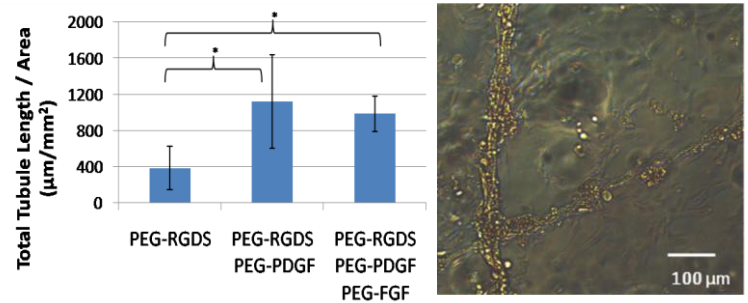 Total Tubule Length / Area
(µm/mm²)
2000
1600
1200
800
400
0
*
*
PEG-RGDS
PEG-RGDS
PEG-PDGF
PEG-RGDS
PEG-PDGF
PEG-FGF
100 µm